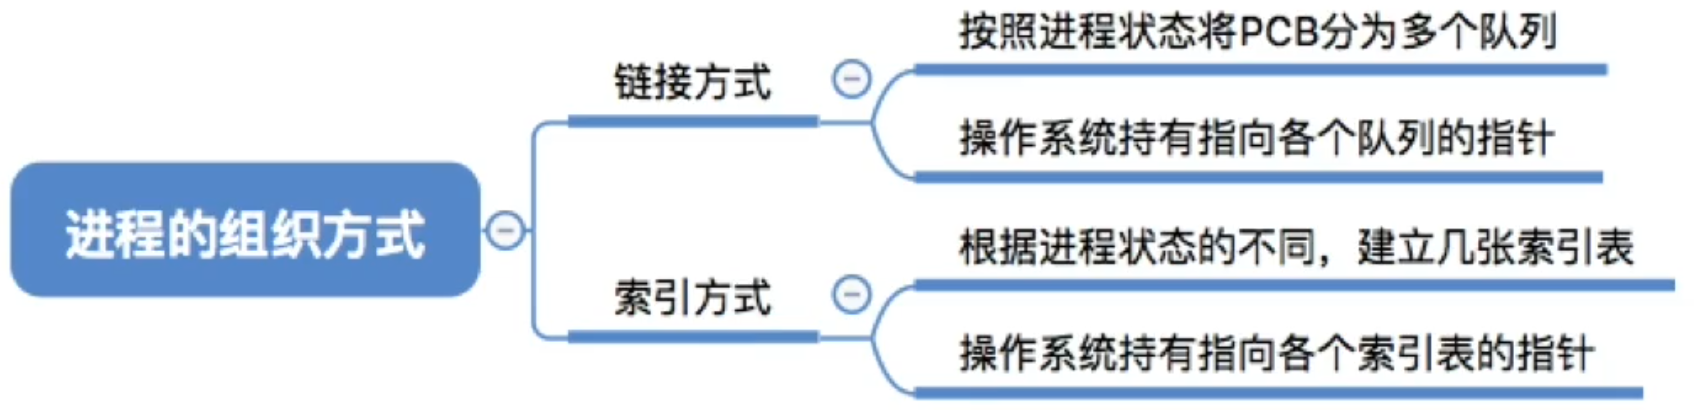 进程的组织方式
链接方式
按照进程状态将PCB分为多个队列
操作系统持有指向各个队列的指针
索引方式
根据进程状态的不同，建立几张索引表
操作系统持有指向各个索引表的指针